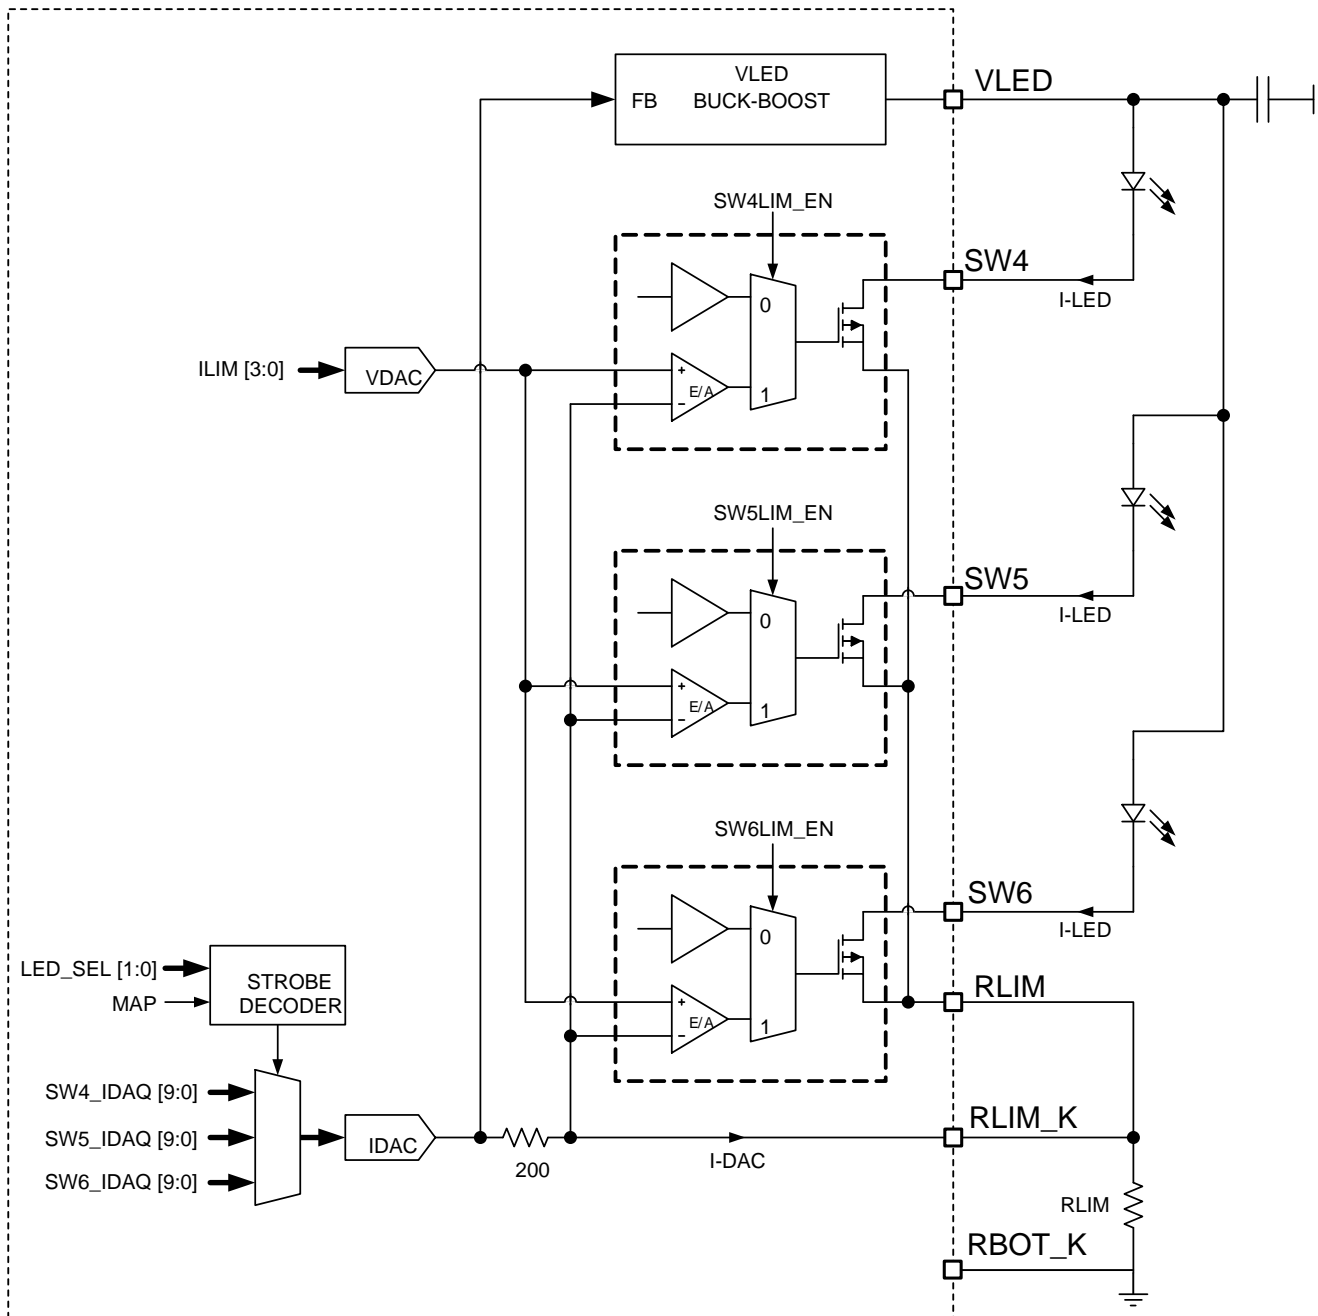 VLED
BUCK-BOOST
FB
VLED
SW4LIM_EN
0
1
+
E/A
−
SW4
I-LED
ILIM [3:0]
VDAC
SW5LIM_EN
0
1
+
E/A
−
SW5
I-LED
SW6LIM_EN
0
1
+
E/A
−
SW6
I-LED
LED_SEL [1:0]
MAP
STROBE
DECODER
RLIM
SW4_IDAQ [9:0]
SW5_IDAQ [9:0]
SW6_IDAQ [9:0]
IDAC
200
I-DAC
RLIM_K
RLIM
RBOT_K